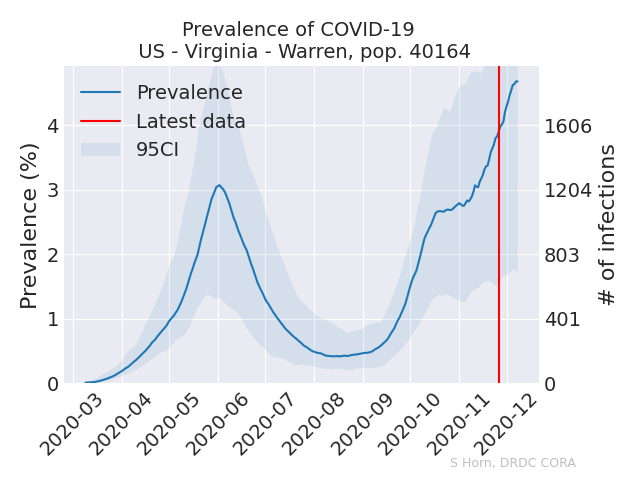 Prevalence of COVID-19
US - Virginia - Warren, pop. 40164
Prevalence
Latest data
95CI
Prevalence (%)
4
3
2
1
0
1606
1204
803
401
0
# of infections
2020-03
2020-04
2020-05
2020-06
2020-07
2020-08
2020-09
2020-10
2020-11
2020-12
S Horn, DRDC CORA